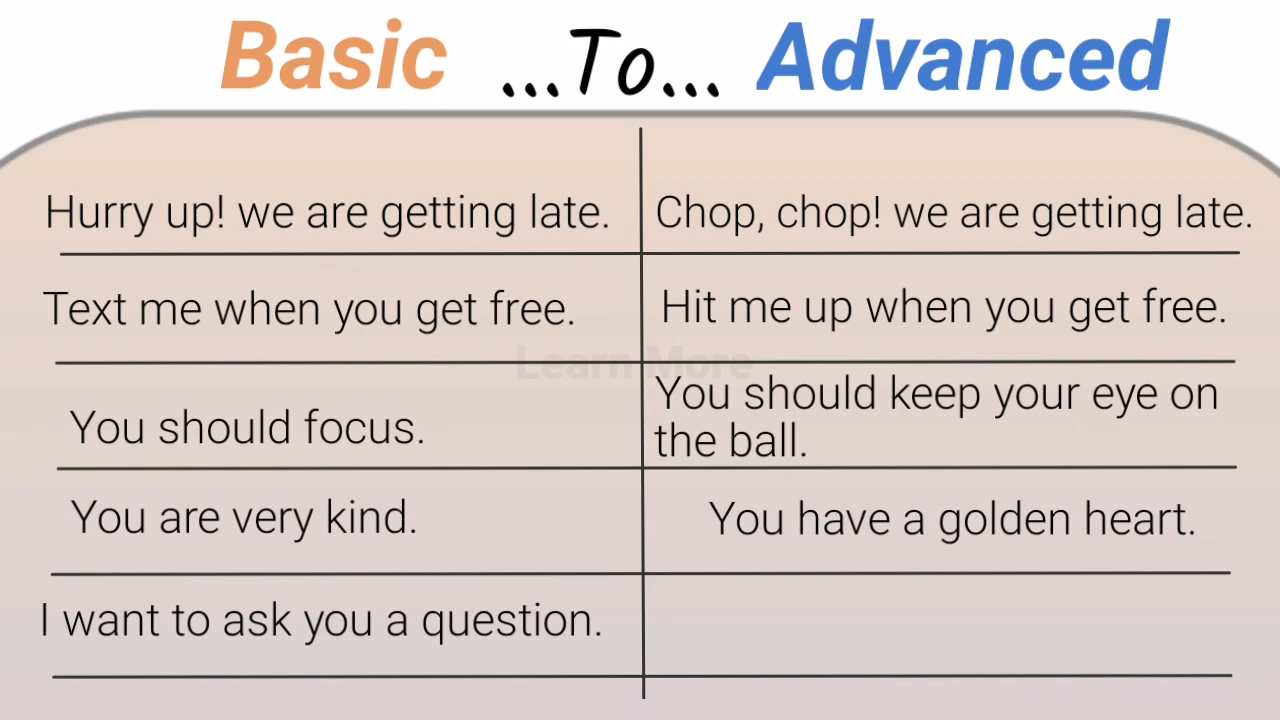 Basic ...To... Advanced
Hurry up! we are getting late.
Chop, chop! we are getting late.
Text me when you get free.
Hit me up when you get free.
Learn More
You should focus.
You should keep your eye on
the ball.
You are very kind.
You have a golden heart.
I want to ask you a question.